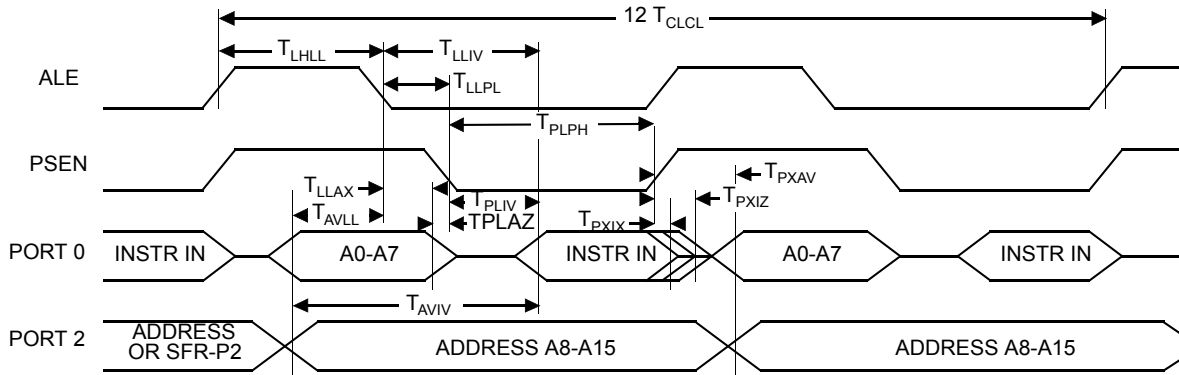 12 TCLCL
TLHLL
TLLIV
ALE
TLLPL
TPLPH
PSEN
TLLAX
TPXAV
TPLIV
TPXIZ
TAVLL
TPLAZ
TPXIX
PORT 0
INSTR IN
A0-A7
INSTR IN
A0-A7
INSTR IN
TAVIV
PORT 2
ADDRESS
OR SFR-P2
ADDRESS A8-A15
ADDRESS A8-A15